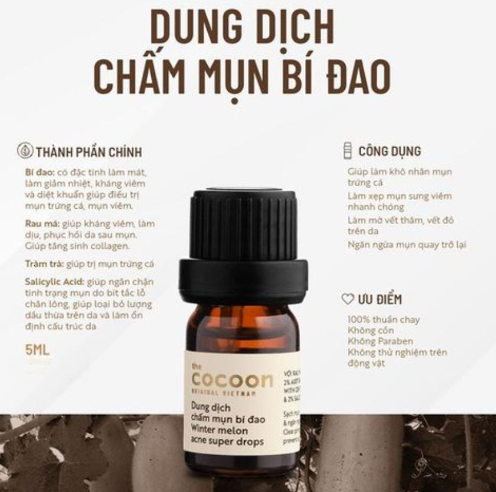 DUNG DỊCH
CHẤM MỤN BÍ ĐAO
THÀNH PHẦN CHÍNH
Bí đao: có đặc tính làm mát,
làm giảm nhiệt, kháng viêm
và diệt khuẩn giúp điều trị
mụn trứng cá, mụn viêm.
Rau má: giúp kháng viêm, làm
dịu, phục hồi da sau mụn.
Giúp tăng sinh collagen.
Tràm trà: giúp trị mụn trứng cá
Salicylic Acid: giúp ngăn chặn
tình trạng mụn do bít tắc lỗ
chân lông, giúp loại bỏ lượng
dầu thừa trên da và làm ổn
định cấu trúc da
5ML
CÔNG DỤNG
Giúp làm khô nhân mụn
trứng cá
Làm xẹp mụn sưng viêm
nhanh chóng
Làm mờ vết thâm, vết đỏ
trên da
Ngăn ngừa mụn quay trở lại
ƯU ĐIỂM
100% thuần chay
Không cồn
Không Paraben
Không thử nghiệm trên
động vật
the
cocoon
ORIGINAL VIETNAM
Dung dịch
chấm mụn bí đao
Winter melon
acne super drops